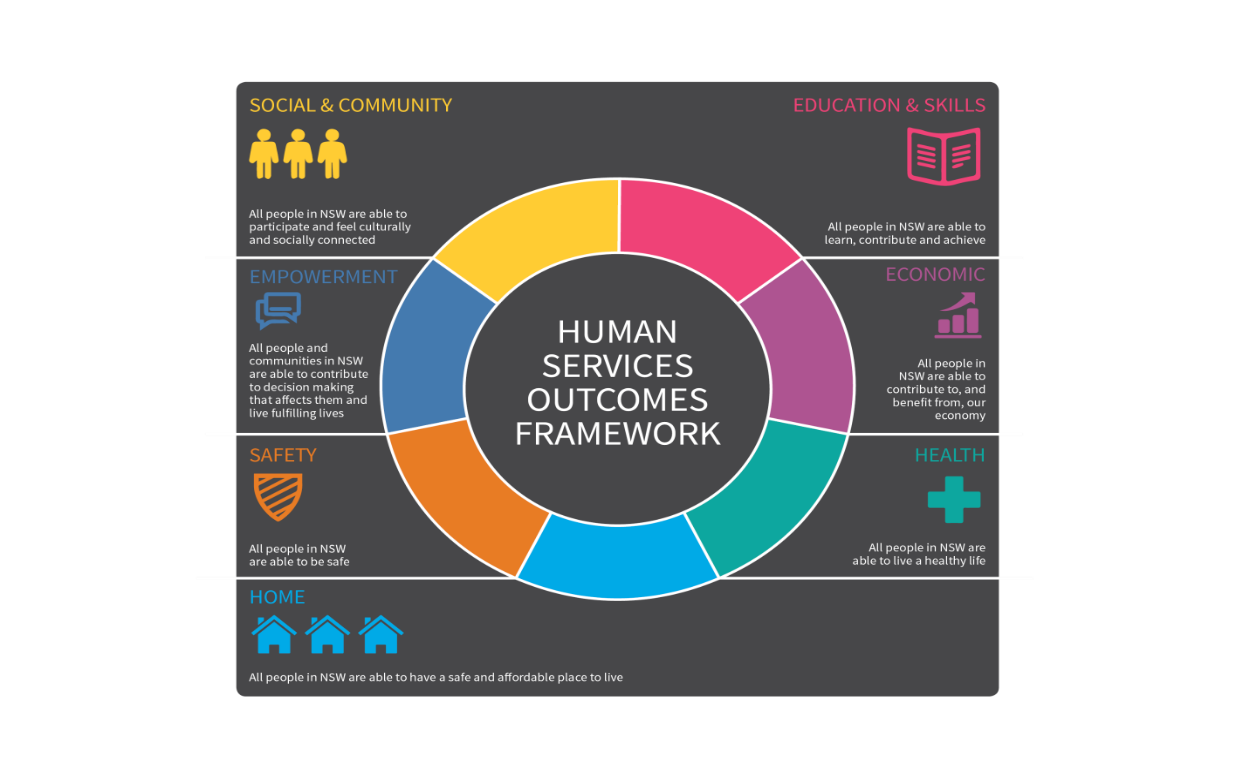 SOCIAL & COMMUNITY
All people in NSW are able to
participate and feel culturally
and socially connected
EDUCATION & SKILLS
All people in NSW are able to
learn, contribute and achieve
EMPOWERMENT
All people and
communities in NSW
are able to contribute
to decision making
that affects them and
live fulfilling lives
HUMAN
SERVICES
OUTCOMES
FRAMEWORK
ECONOMIC
All people in
NSW are able to
contribute to, and
benefit from, our
economy
SAFETY
All people in NSW
are able to be safe
HEALTH
All people in NSW are
able to live a healthy life
HOME
All people in NSW are able to have a safe and affordable place to live